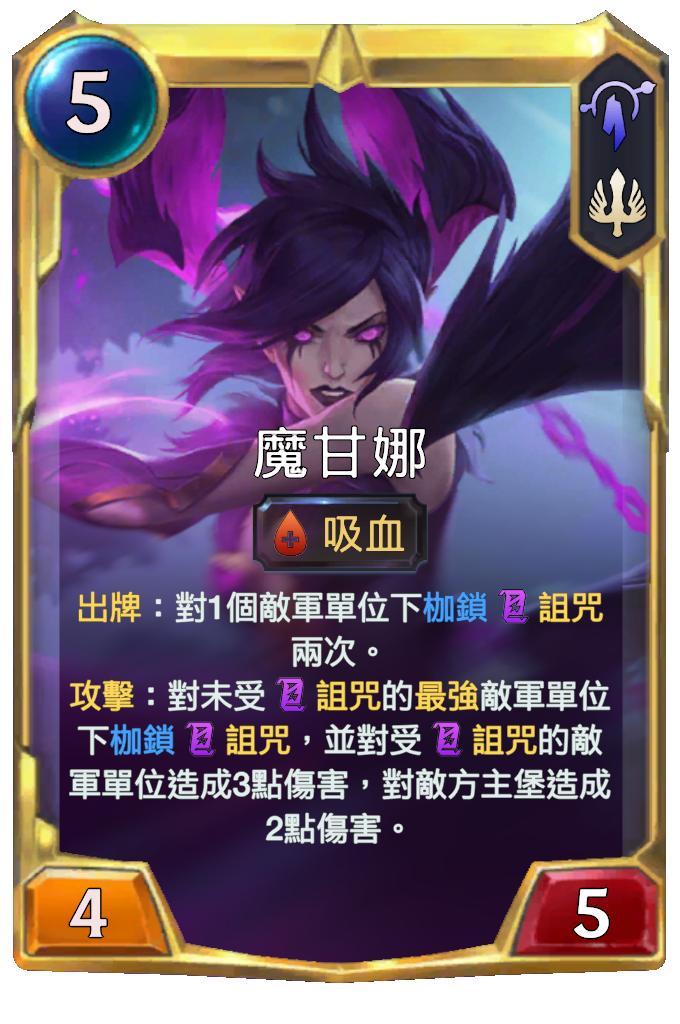 5
魔甘娜
吸血
出牌：對1個敵軍單位下枷鎖 詛咒
兩次。
攻擊：對未受 詛咒的最強敵軍單位
下枷鎖 詛咒，並對受 詛咒的敵
軍單位造成3點傷害，對敵方主堡造成
2點傷害。
4
5